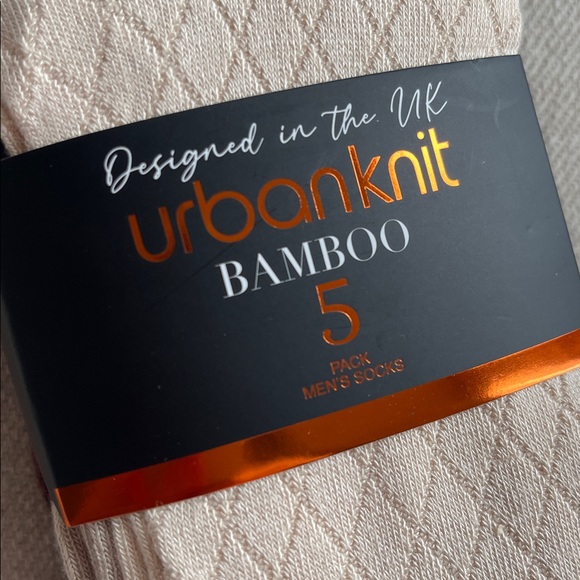 Designed in the UK
urbanknit
BAMBOO
5
PACK
MEN'S SOCKS